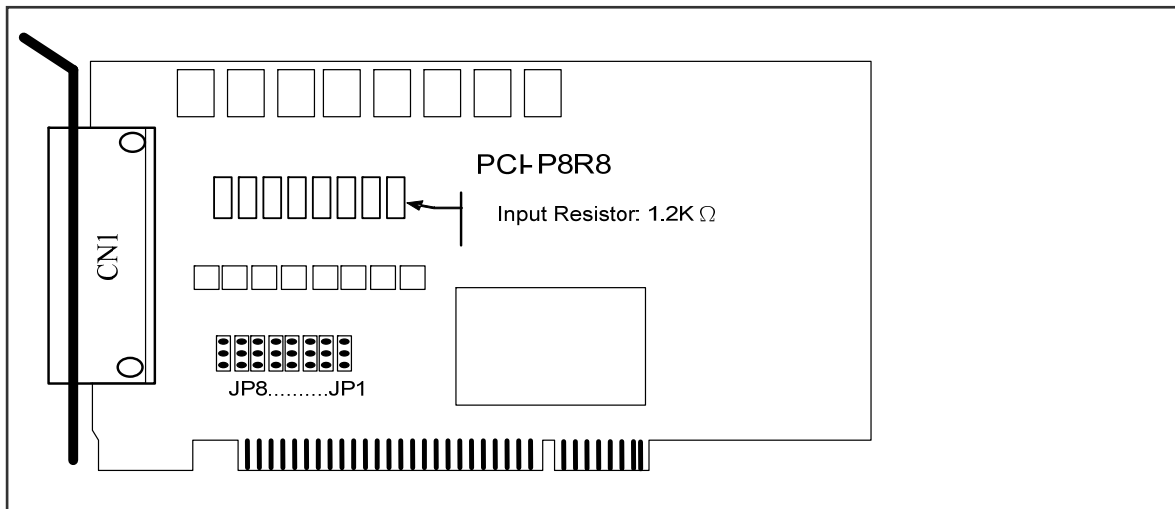 PCI-P8R8
Input Resistor: 1.2K Ω
CN1
JP8..........JP1